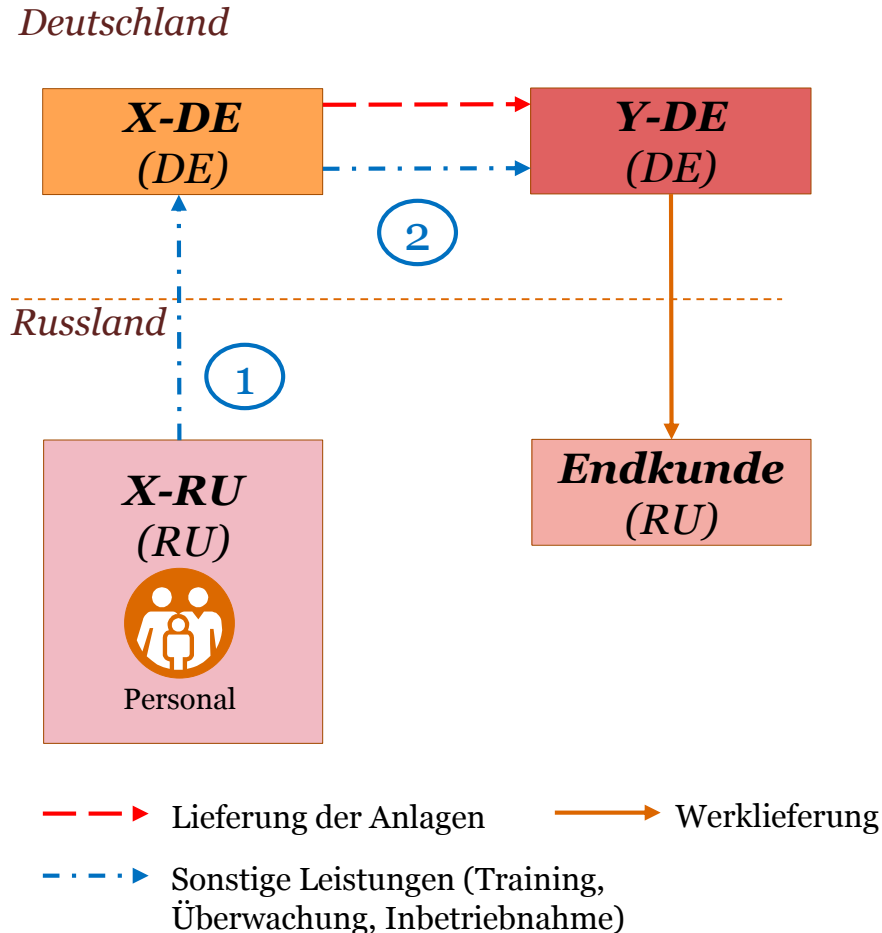 Deutschland
X-DE
(DE)
Y-DE
(DE)
2
Russland
1
X-RU
(RU)
Personal
Endkunde
(RU)
Lieferung der Anlagen
Werklieferung
Sonstige Leistungen (Training,
Überwachung, Inbetriebnahme)